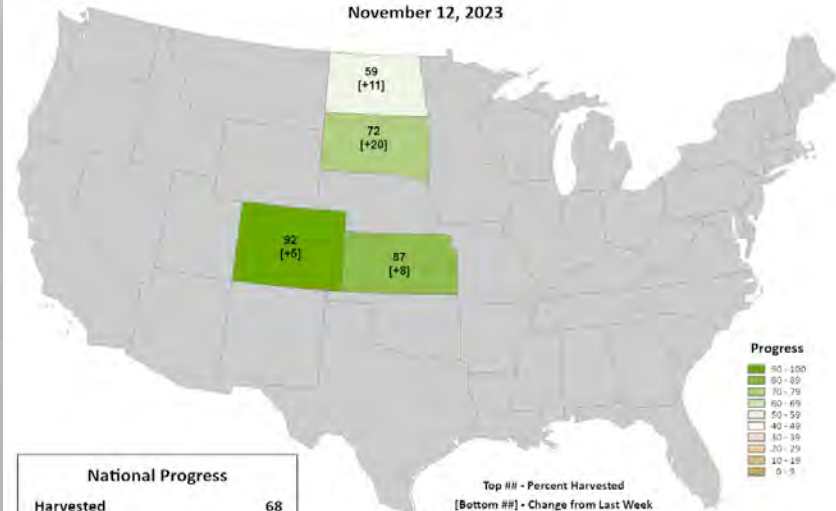 November 12, 2023
59
[+11]
72
[+20]
92
[+5]
87
[+8]
Progress
90 - 100
80 - 89
70 - 79
60 - 69
50 - 59
40 - 49
30 - 39
20 - 29
10 - 19
0 - 9
National Progress
Harvested 68
Top ## - Percent Harvested
[Bottom ##] - Change from Last Week